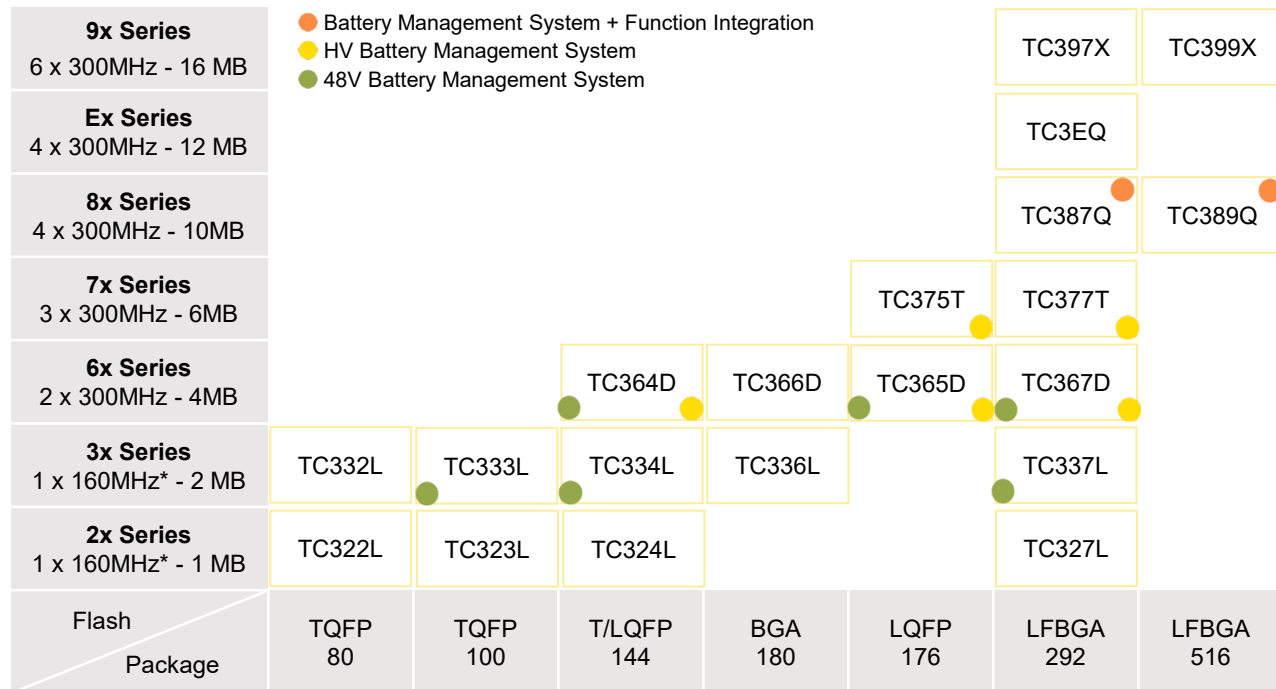 9x Series
6 x 300MHz - 16 MB
Battery Management System + Function Integration
HV Battery Management System
48V Battery Management System
TC397X
TC399X
Ex Series
4 x 300MHz - 12 MB
TC3EQ
8x Series
4 x 300MHz - 10MB
TC387Q
TC389Q
7x Series
3 x 300MHz - 6MB
TC375T
TC377T
6x Series
2 x 300MHz - 4MB
TC364D
TC366D
TC365D
TC367D
3x Series
1 x 160MHz* - 2 MB
TC332L
TC333L
TC334L
TC336L
TC337L
2x Series
1 x 160MHz* - 1 MB
TC322L
TC323L
TC324L
TC327L
Flash
Package
TQFP
80
TQFP
100
T/LQFP
144
BGA
180
LQFP
176
LFBGA
292
LFBGA
516